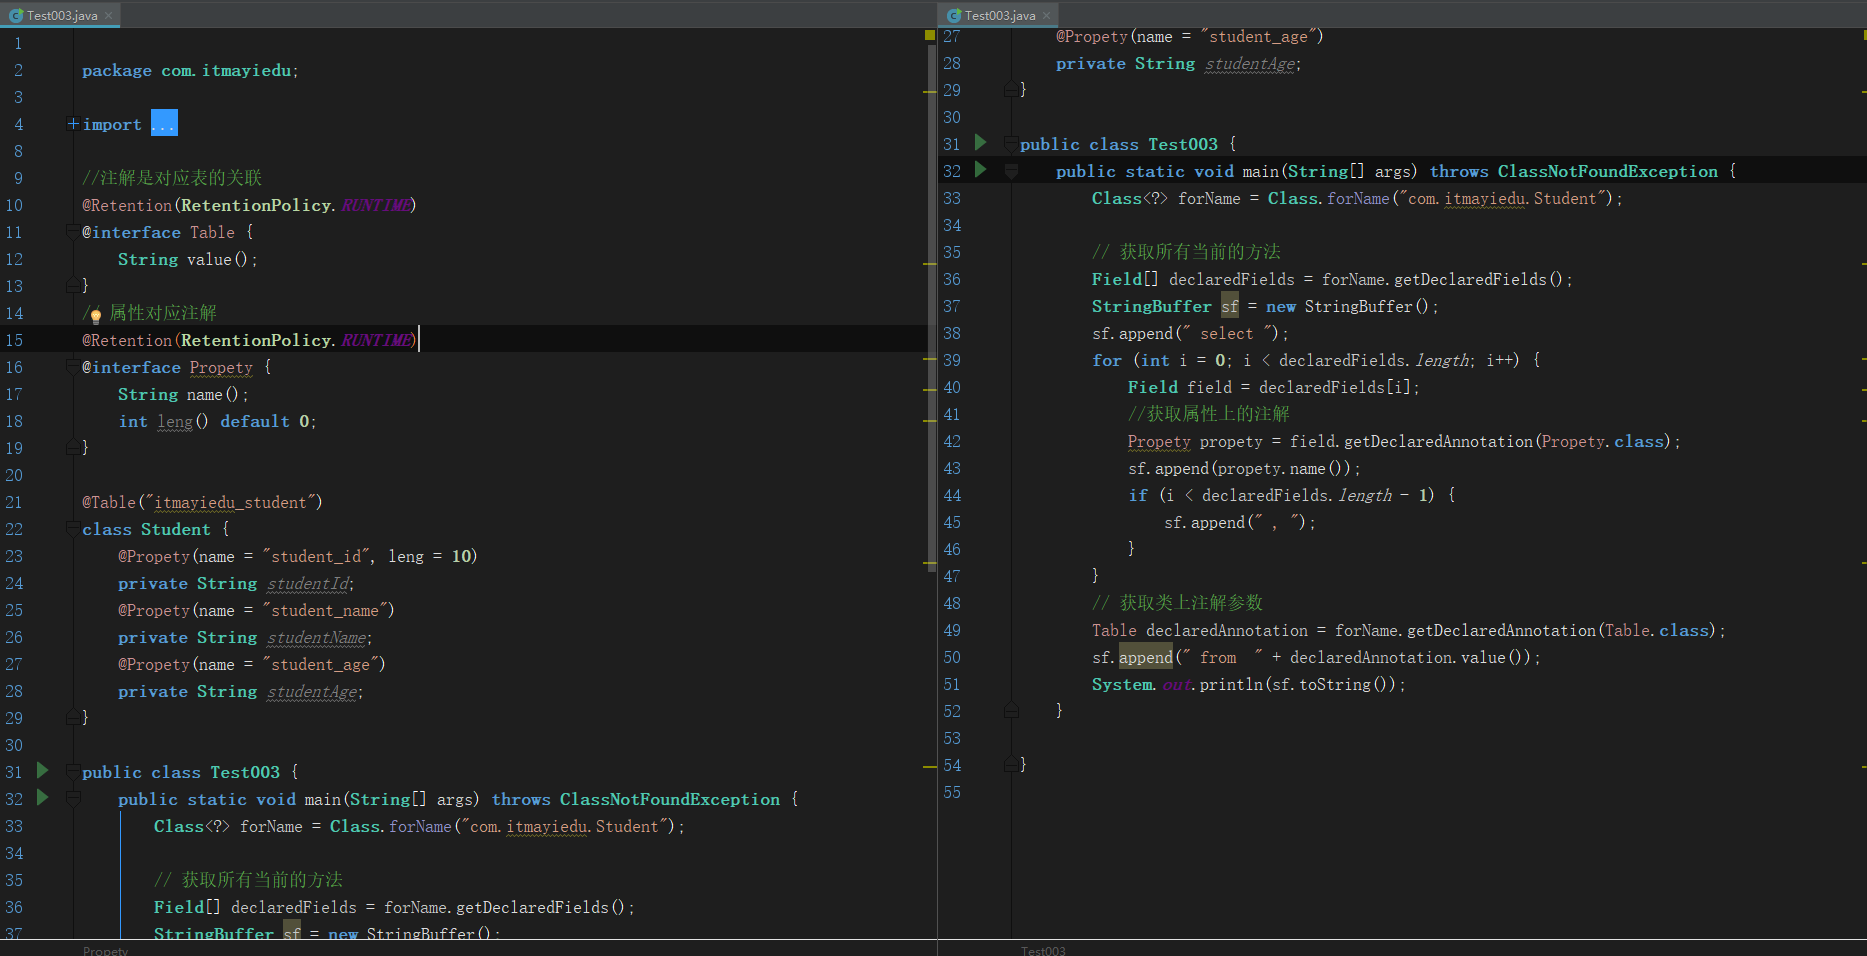 Test003.java
1
2 package com.itmayiedu;
3
4 import ...
8
9 //注解是对应表的关联
10 @Retention(RetentionPolicy.RUNTIME)
11 @interface Table {
12 String value();
13 }
14 / 属性对应注解
15 @Retention(RetentionPolicy.RUNTIME)
16 @interface Propety {
17 String name();
18 int leng() default 0;
19 }
20
21 @Table("itmayiedu_student")
22 class Student {
23 @Propety(name = "student_id", leng = 10)
24 private String studentId;
25 @Propety(name = "student_name")
26 private String studentName;
27 @Propety(name = "student_age")
28 private String studentAge;
29 }
30
31 public class Test003 {
32 public static void main(String[] args) throws ClassNotFoundException {
33 Class<?> forName = Class.forName("com.itmayiedu.Student");
34
35 // 获取所有当前的方法
36 Field[] declaredFields = forName.getDeclaredFields();
37 StringBuffer sf = new StringBuffer();
Propety
Test003.java
27 @Propety(name = "student_age")
28 private String studentAge;
29 }
30
31 public class Test003 {
32 public static void main(String[] args) throws ClassNotFoundException {
33 Class<?> forName = Class.forName("com.itmayiedu.Student");
34
35 // 获取所有当前的方法
36 Field[] declaredFields = forName.getDeclaredFields();
37 StringBuffer sf = new StringBuffer();
38 sf.append(" select ");
39 for (int i = 0; i < declaredFields.length; i++) {
40 Field field = declaredFields[i];
41 //获取属性上的注解
42 Propety propety = field.getDeclaredAnnotation(Propety.class);
43 sf.append(propety.name());
44 if (i < declaredFields.length - 1) {
45 sf.append(" , ");
46 }
47 }
48 // 获取类上注解参数
49 Table declaredAnnotation = forName.getDeclaredAnnotation(Table.class);
50 sf.append(" from  " + declaredAnnotation.value());
51 System.out.println(sf.toString());
52 }
53
54 }
55
Test003